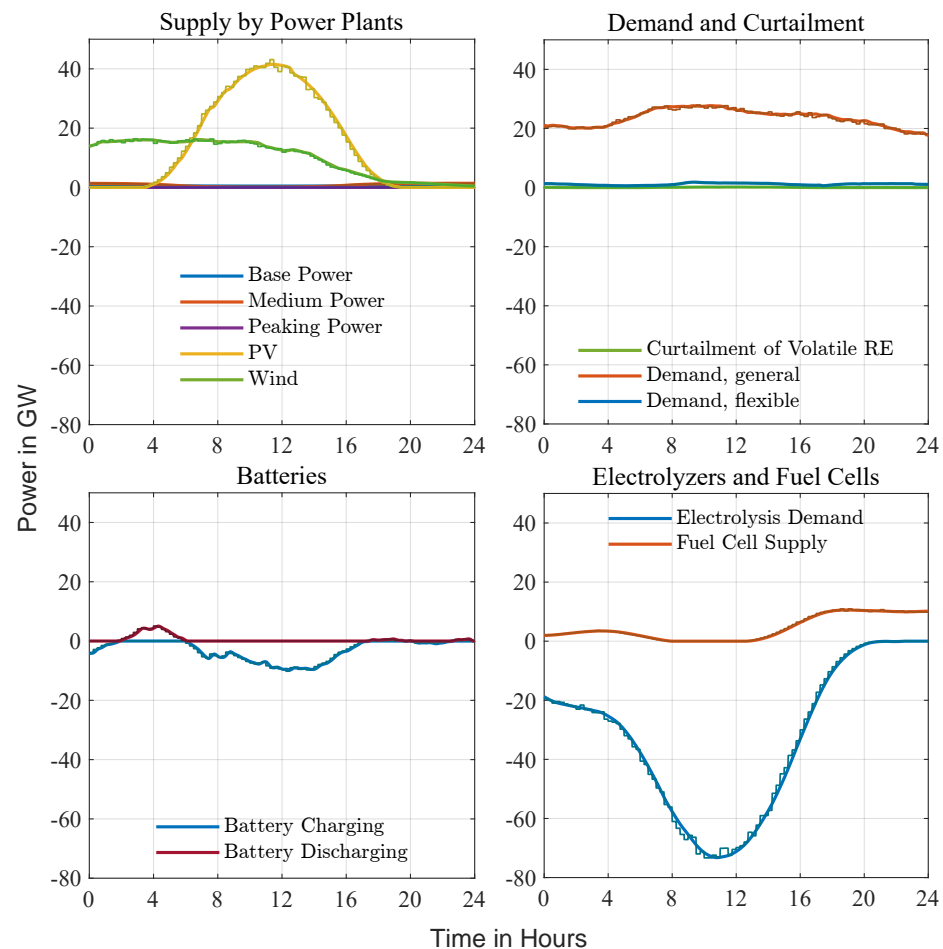 Supply by Power Plants
40
20
0
-20
-40
-60
-80
0 4 8 12 16 20 24
Base Power
Medium Power
Peaking Power
PV
Wind
Demand and Curtailment
40
20
0
-20
-40
-60
-80
0 4 8 12 16 20 24
Curtailment of Volatile RE
Demand, general
Demand, flexible
Power in GW
Batteries
40
20
0
-20
-40
-60
-80
0 4 8 12 16 20 24
Battery Charging
Battery Discharging
Electrolyzers and Fuel Cells
40
20
0
-20
-40
-60
-80
0 4 8 12 16 20 24
Electrolysis Demand
Fuel Cell Supply
Time in Hours